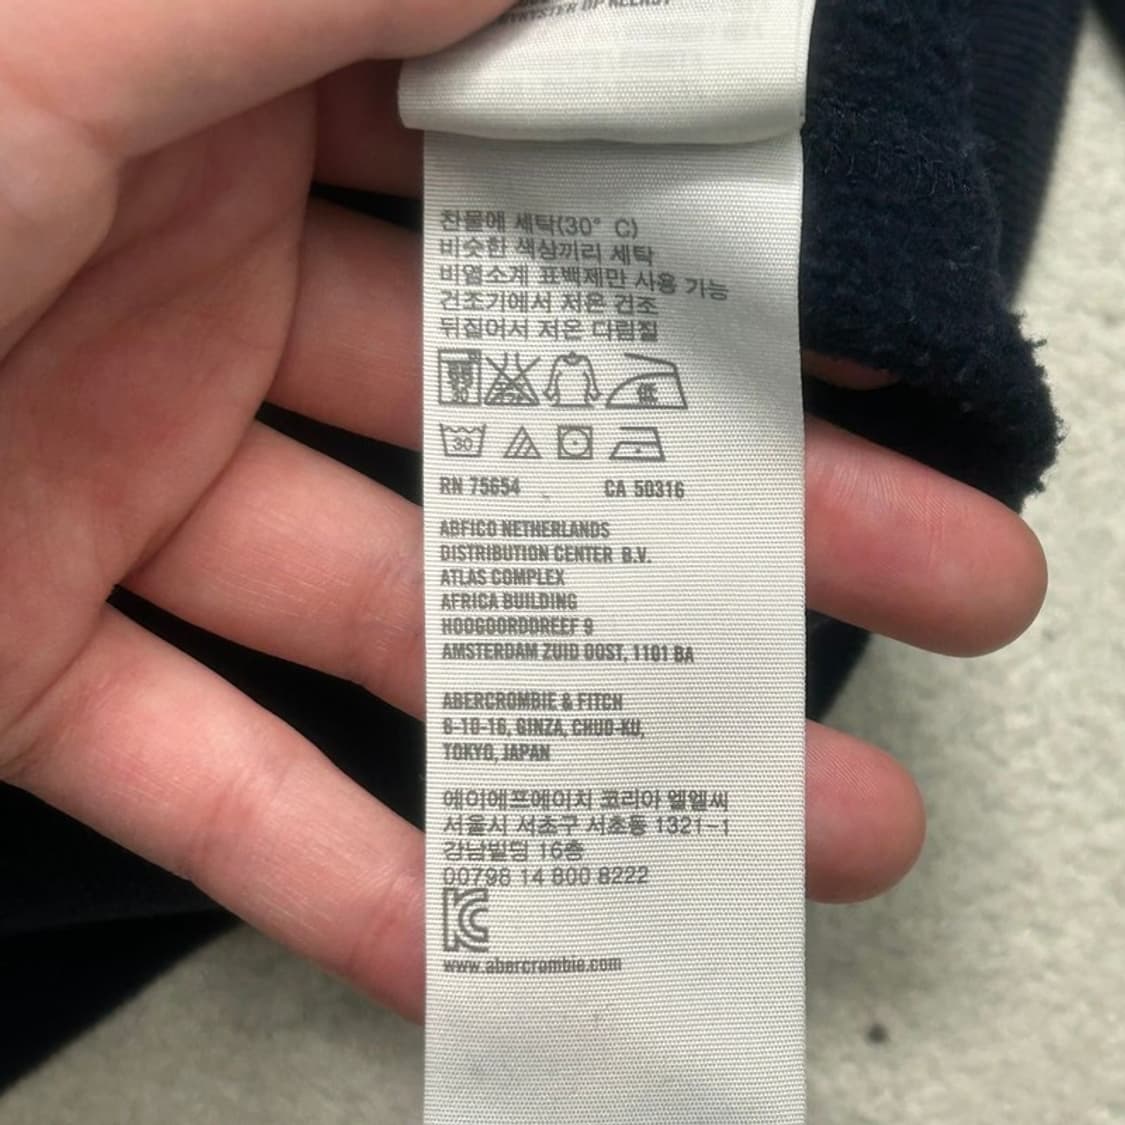 찬물에 세탁(30° C)
비슷한 색상끼리 세탁
비염소계 표백제만 사용 가능
건조기에서 저온 건조
뒤집어서 저온 다림질
低
30
RN 75654 CA 50316
ABFICO NETHERLANDS
DISTRIBUTION CENTER B.V.
ATLAS COMPLEX
AFRICA BUILDING
HOOGOORDDREEF 9
AMSTERDAM ZUID OOST, 1101 BA
ABERCROMBIE & FITCH
6-10-16, GINZA, CHUO-KU,
TOKYO, JAPAN
에이에프에이치 코리아 엘엘씨
서울시 서초구 서초동 1321-1
강남빌딩 16층
00798 14 800 8222
KC
www.abercrombie.com